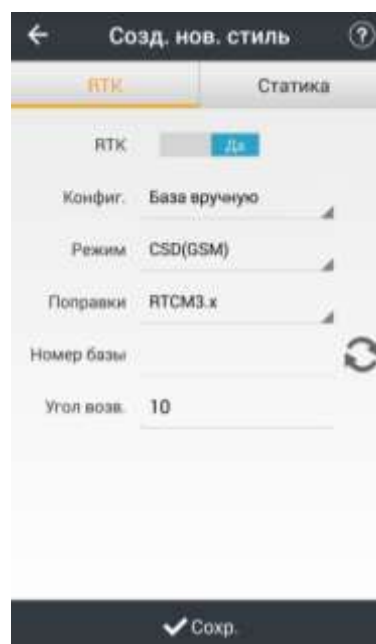 Созд. нов. стиль ?
RTK Статика
RTK Да
Конфиг. База вручную
Режим CSD(GSM)
Поправки RTCM3.x
Номер базы
Угол возв. 10
Сохр.